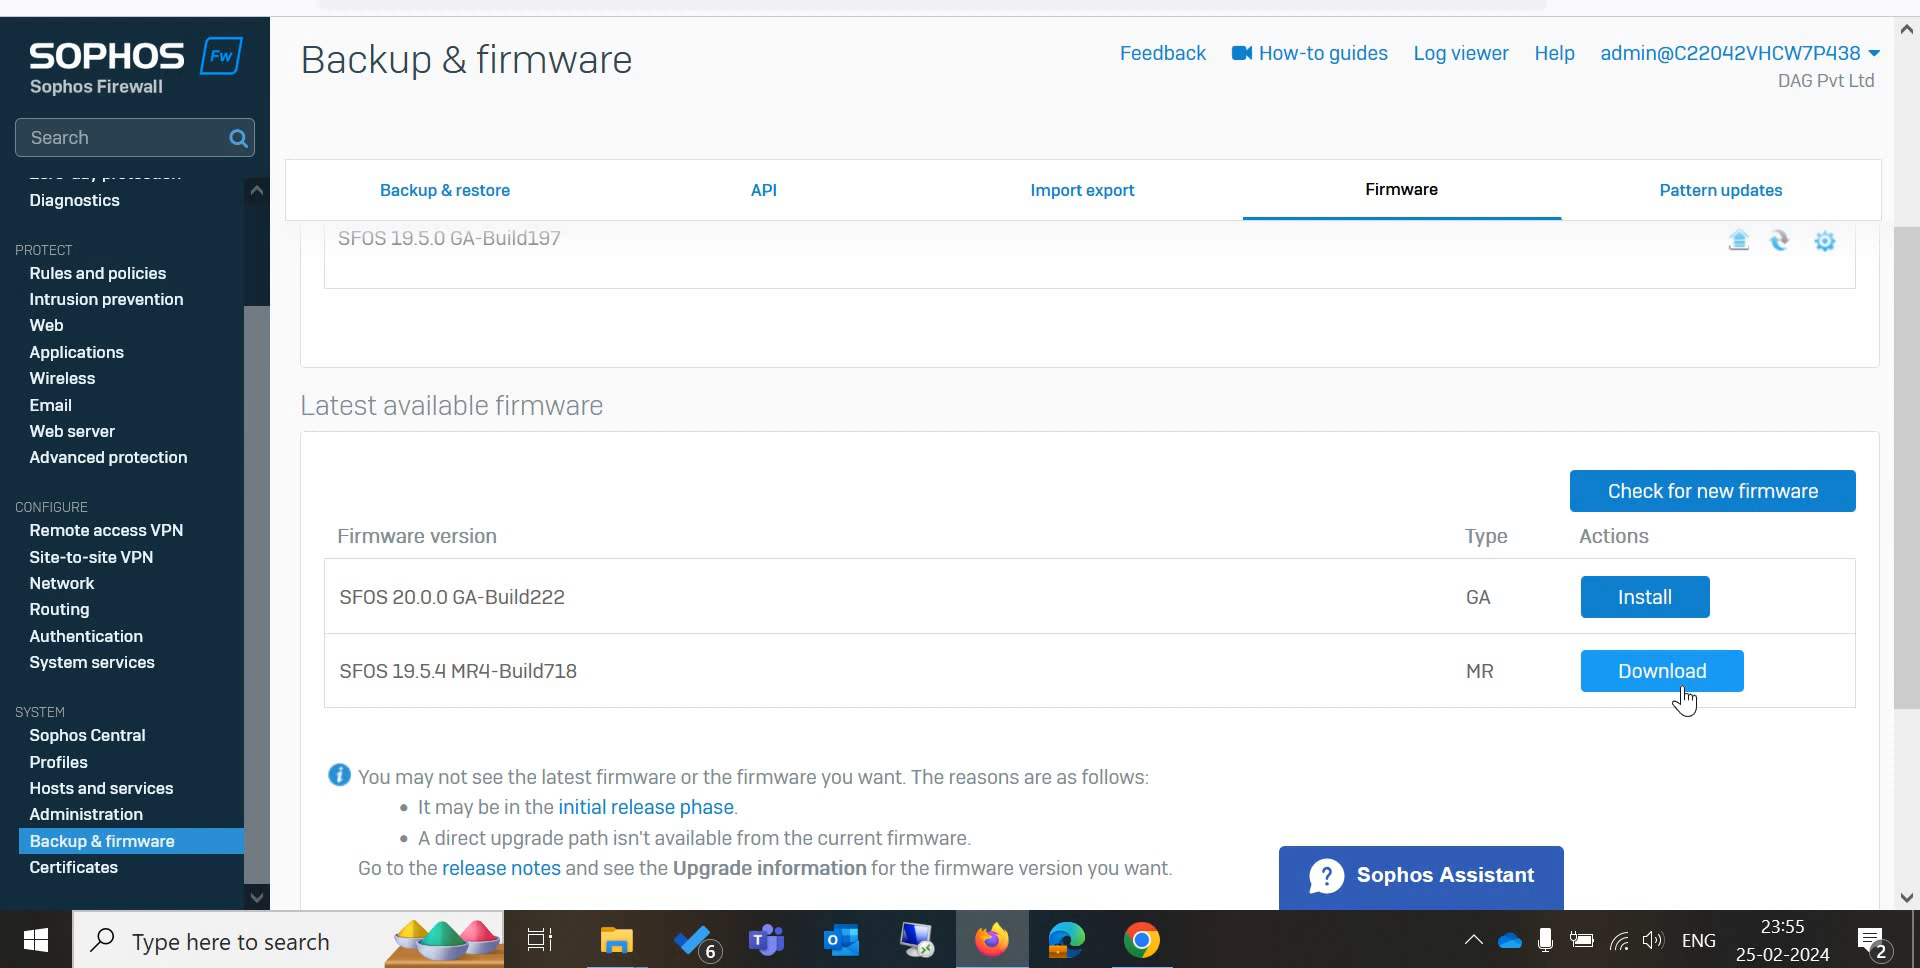 SOPHOS Fw
Sophos Firewall
Search
Diagnostics
PROTECT
Rules and policies
Intrusion prevention
Web
Applications
Wireless
Email
Web server
Advanced protection
CONFIGURE
Remote access VPN
Site-to-site VPN
Network
Routing
Authentication
System services
SYSTEM
Sophos Central
Profiles
Hosts and services
Administration
Backup & firmware
Certificates
Backup & firmware
Feedback How-to guides Log viewer Help admin@C22042VHCW7P438
DAG Pvt Ltd
Backup & restore API Import export Firmware Pattern updates
SFOS 19.5.0 GA-Build197
Latest available firmware
Check for new firmware
Firmware version Type Actions
SFOS 20.0.0 GA-Build222 GA Install
SFOS 19.5.4 MR4-Build718 MR Download
You may not see the latest firmware or the firmware you want. The reasons are as follows:
• It may be in the initial release phase.
• A direct upgrade path isn't available from the current firmware.
Go to the release notes and see the Upgrade information for the firmware version you want.
? Sophos Assistant
Type here to search
6
ENG
23:55
25-02-2024
2